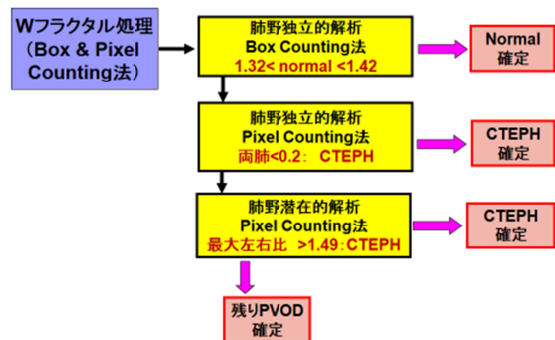 Wフラクタル処理
(Box & Pixel
Counting法)
肺野独立的解析
Box Counting法
1.32< normal <1.42
Normal
確定
肺野独立的解析
Pixel Counting法
両肺<0.2: CTEPH
CTEPH
確定
肺野潜在的解析
Pixel Counting法
最大左右比 >1.49:CTEPH
CTEPH
確定
残りPVOD
確定